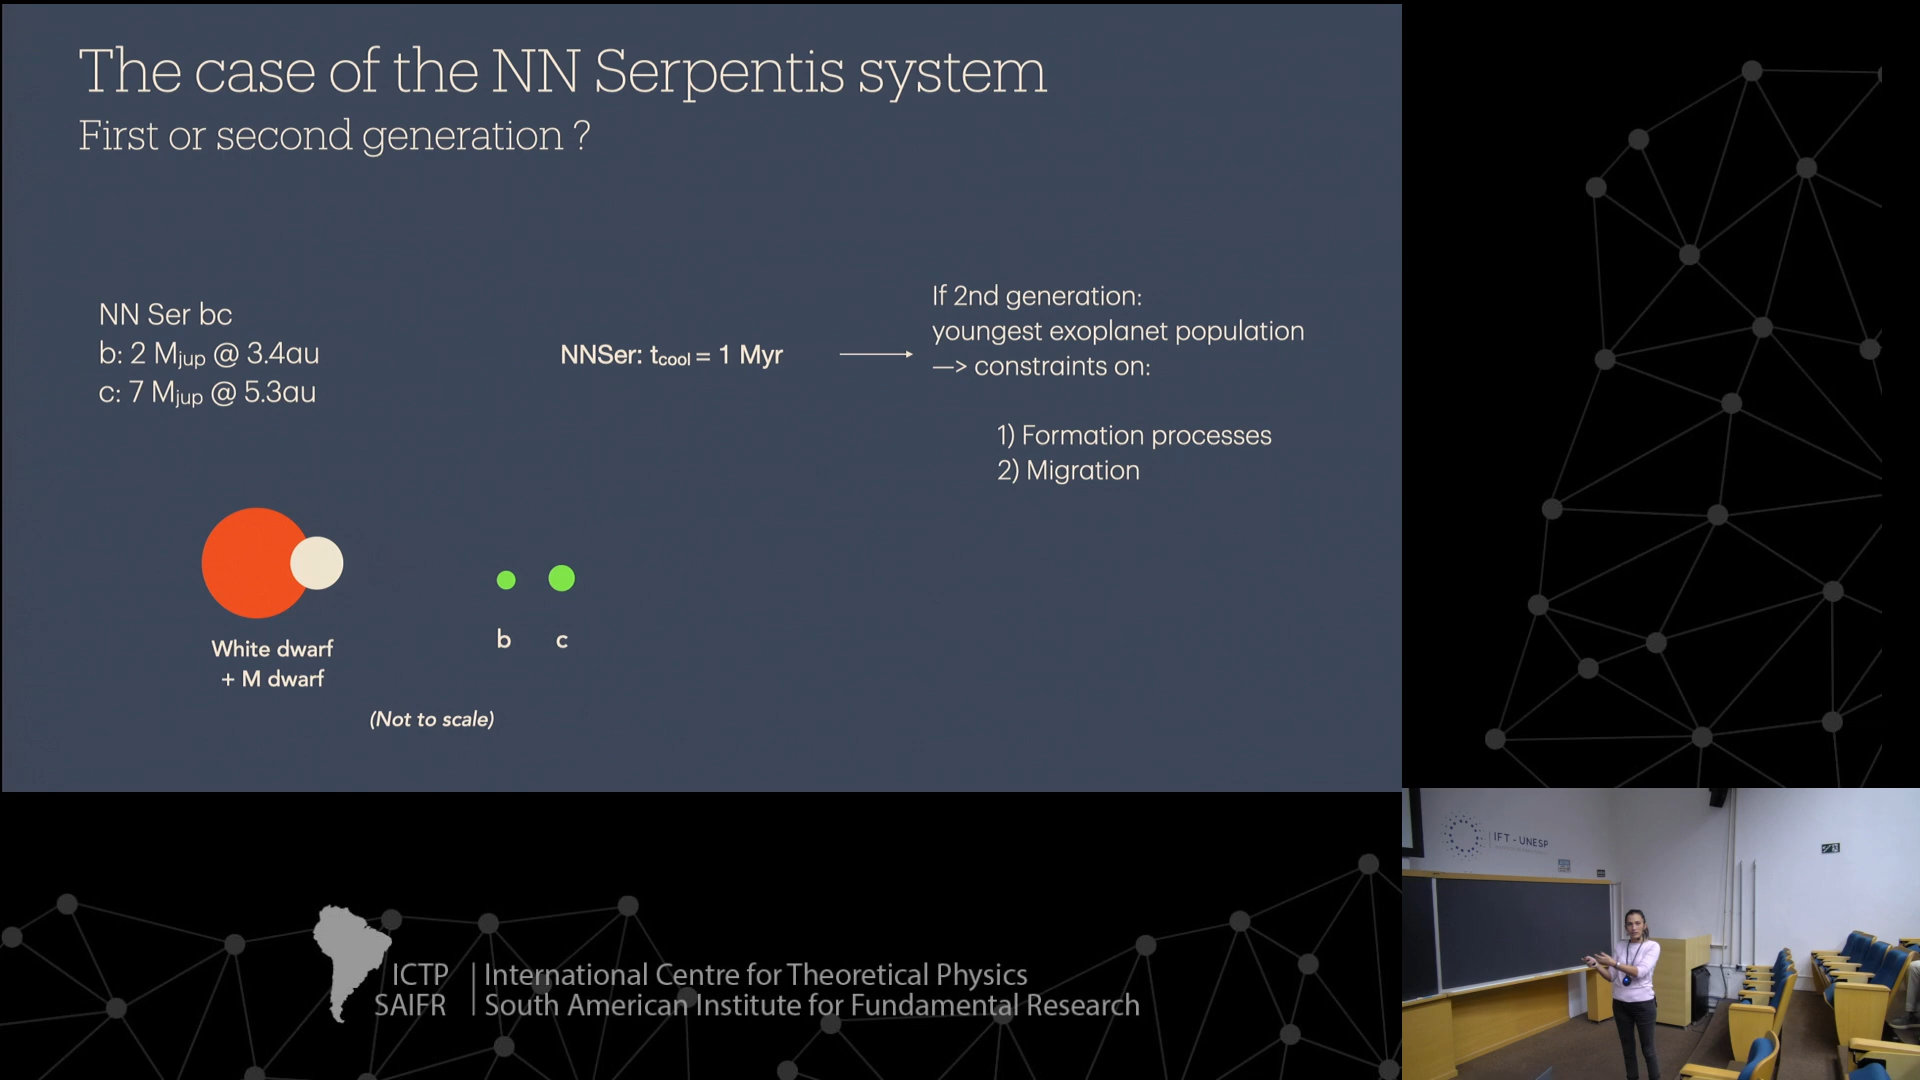 The case of the NN Serpentis system
First or second generation ?
NN Ser bc
b: 2 Mjup @ 3.4au
c: 7 Mjup @ 5.3au
NNSer: tcool = 1 Myr
If 2nd generation:
youngest exoplanet population
—> constraints on:
1) Formation processes
2) Migration
b
c
White dwarf
+ M dwarf
(Not to scale)
ICTP
SAIFR
International Centre for Theoretical Physics
South American Institute for Fundamental Research
IFT - UNESP